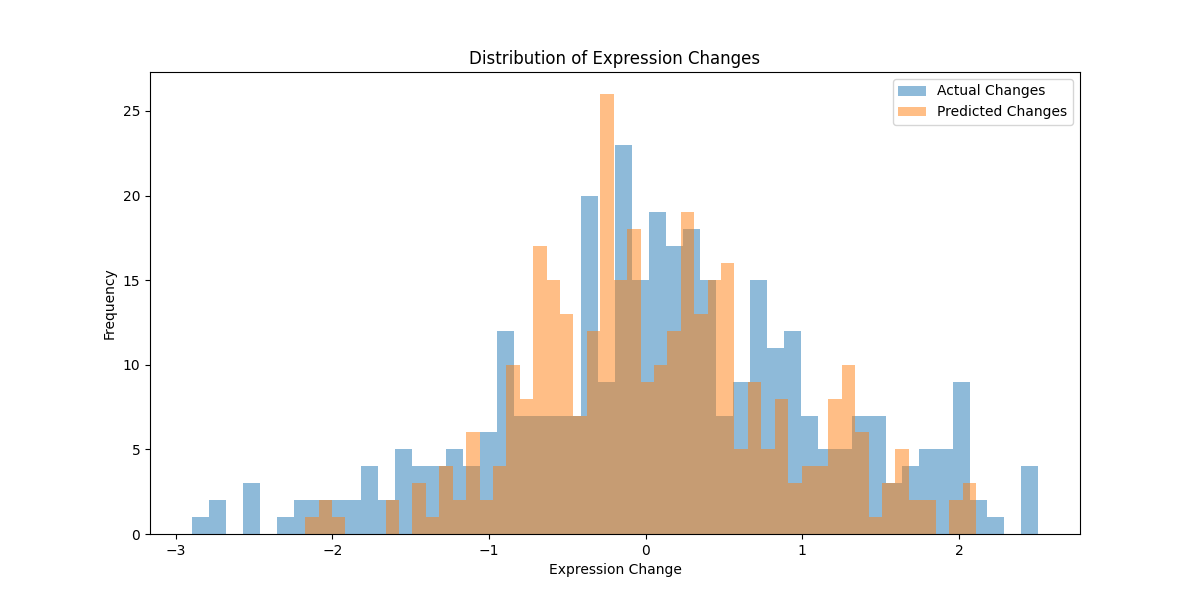 Distribution of Expression Changes
Actual Changes
Predicted Changes
Frequency
25
20
15
10
5
0
−3
−2
−1
0
1
2
Expression Change